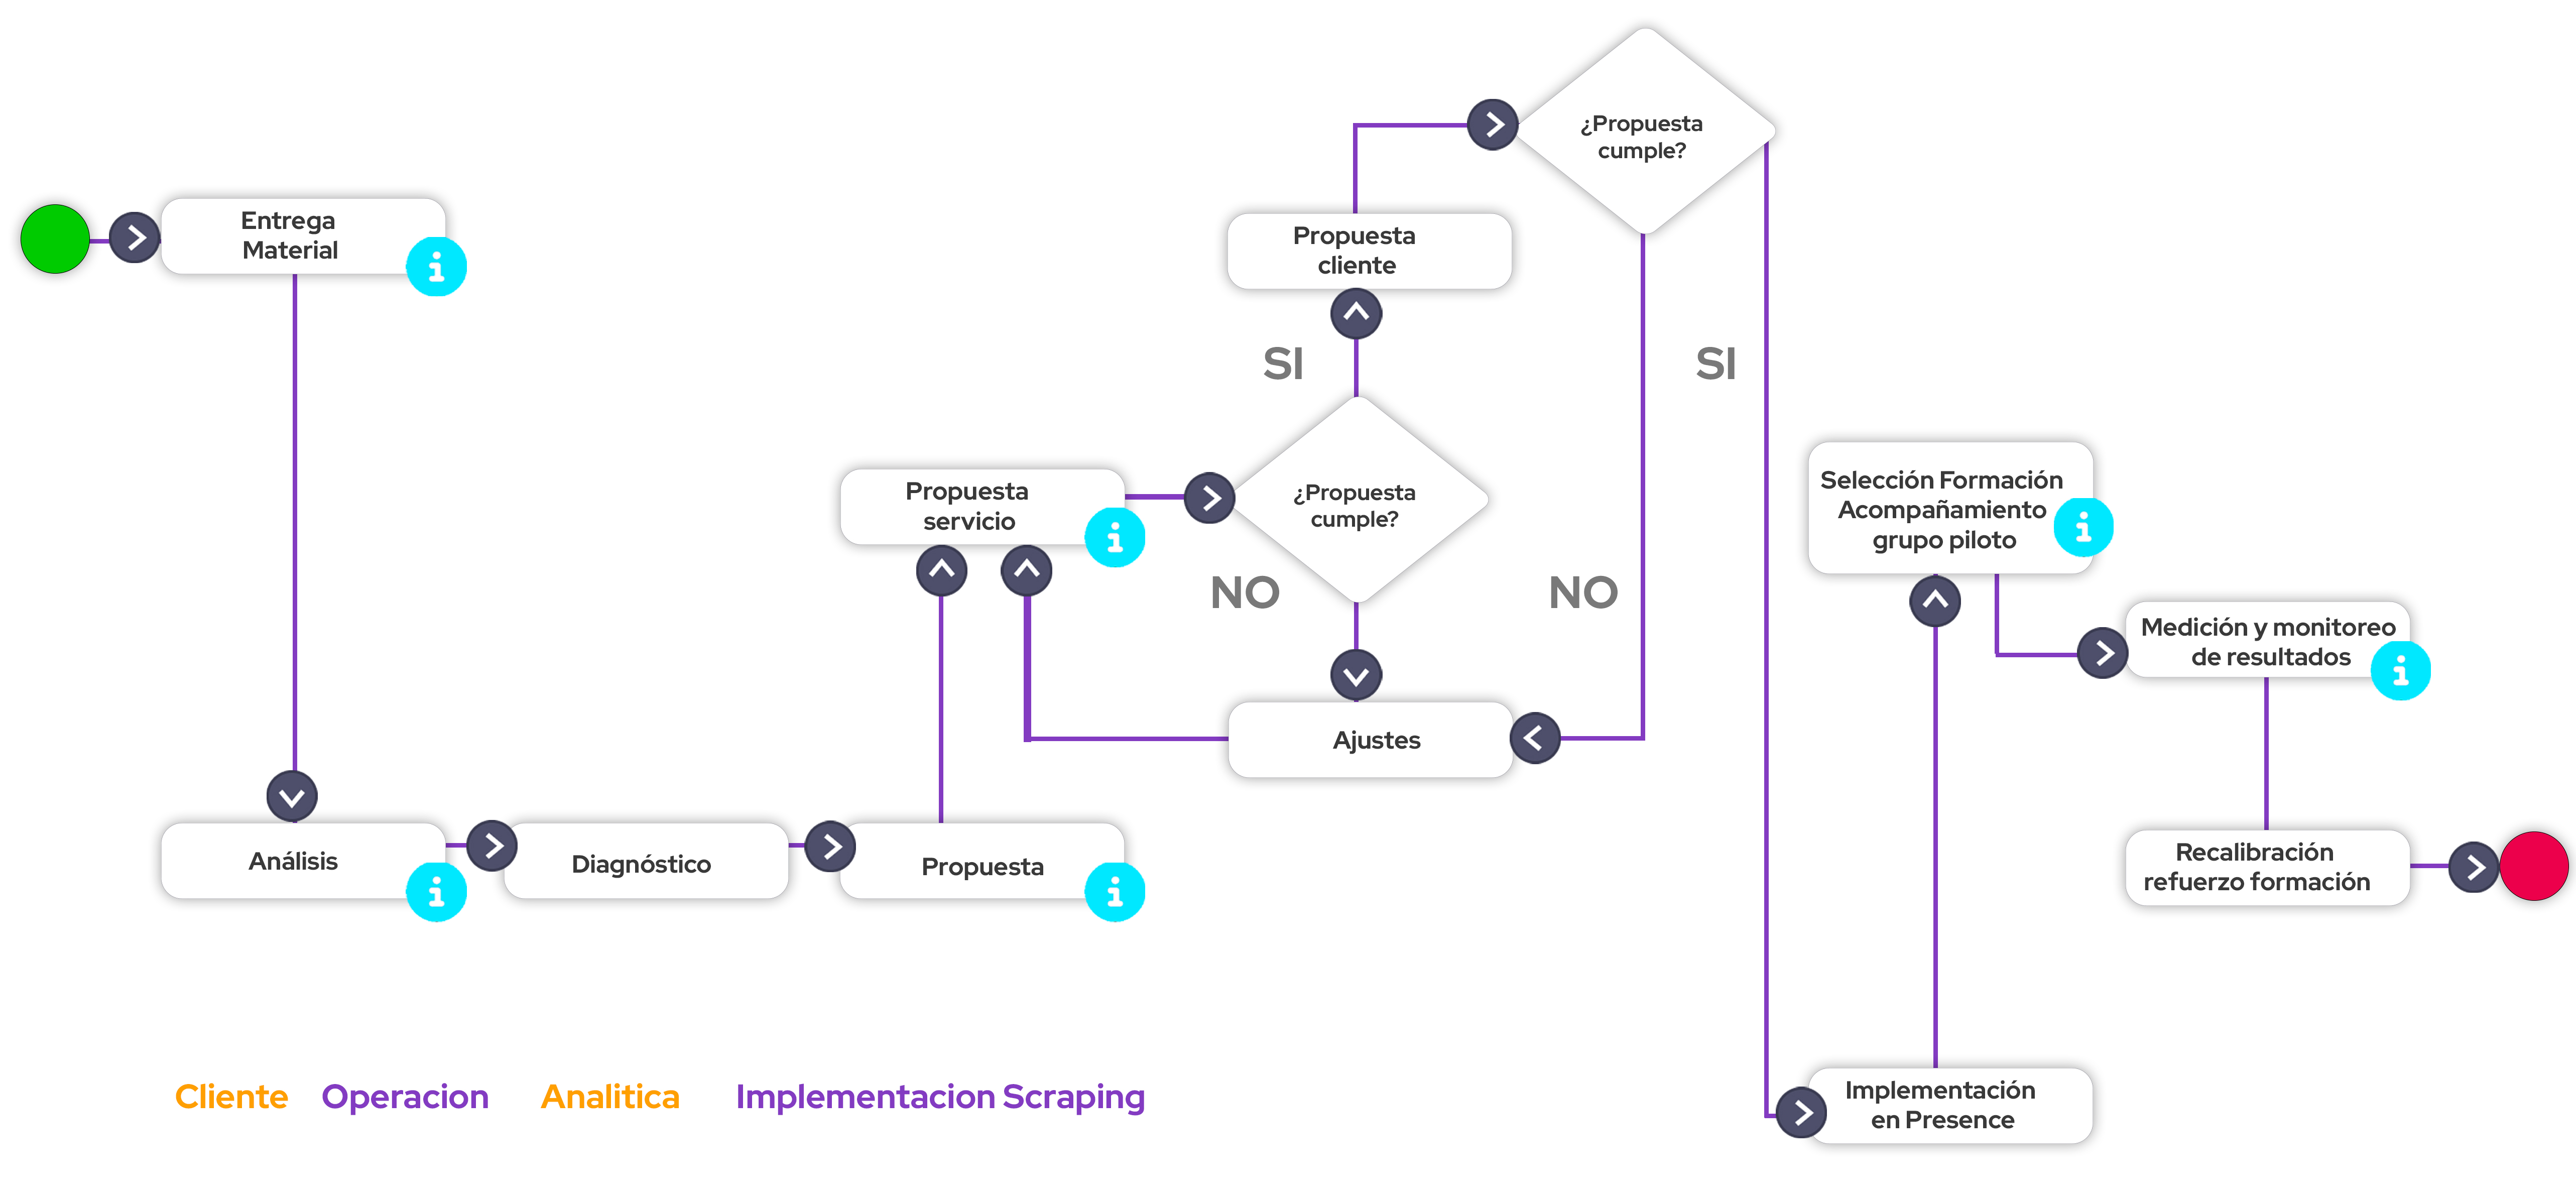 ¿Propuesta
cumple?
Entrega
Material
Propuesta
cliente
SI
SI
Propuesta
servicio
¿Propuesta
cumple?
Selección Formación
Acompañamiento
grupo piloto
NO
NO
Medición y monitoreo
de resultados
Ajustes
Análisis
Diagnóstico
Propuesta
Recalibración
refuerzo formación
Cliente Operacion Analitica Implementacion Scraping
Implementación
en Presence